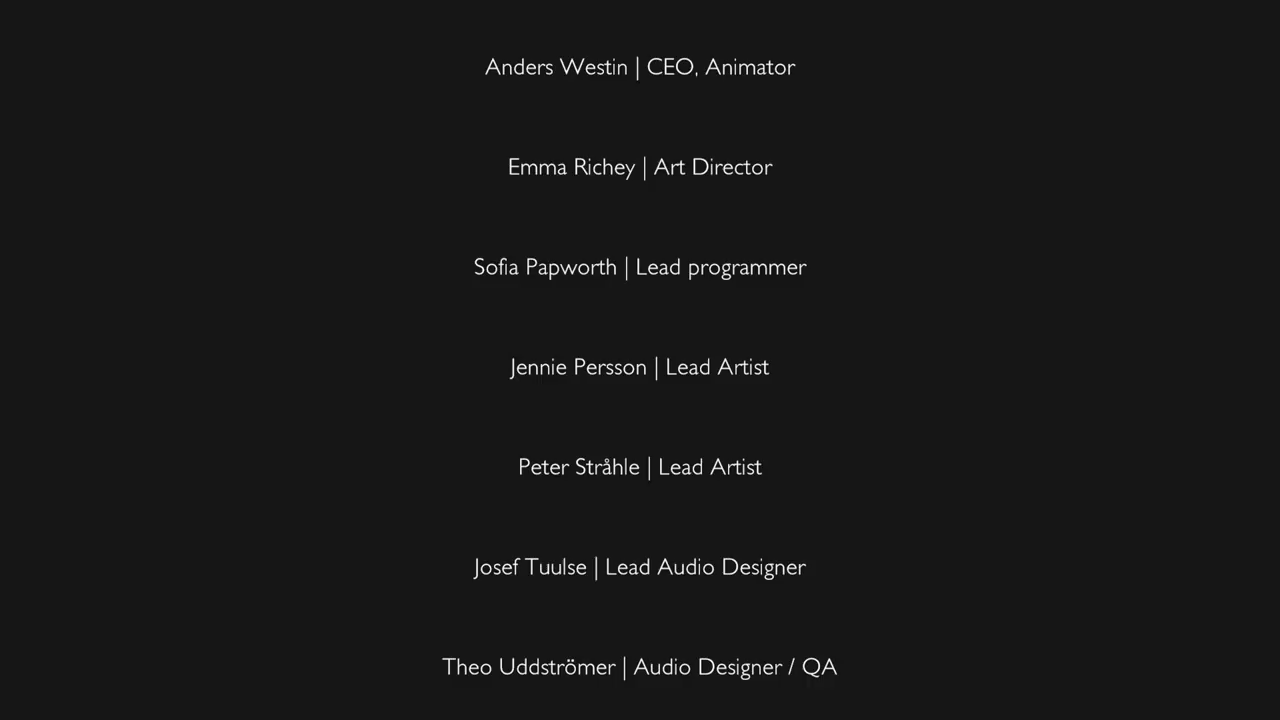 Anders Westin | CEO, Animator
Emma Richey | Art Director
Sofia Papworth | Lead programmer
Jennie Persson | Lead Artist
Peter Stråhle | Lead Artist
Josef Tuulse | Lead Audio Designer
Theo Uddströmer | Audio Designer / QA